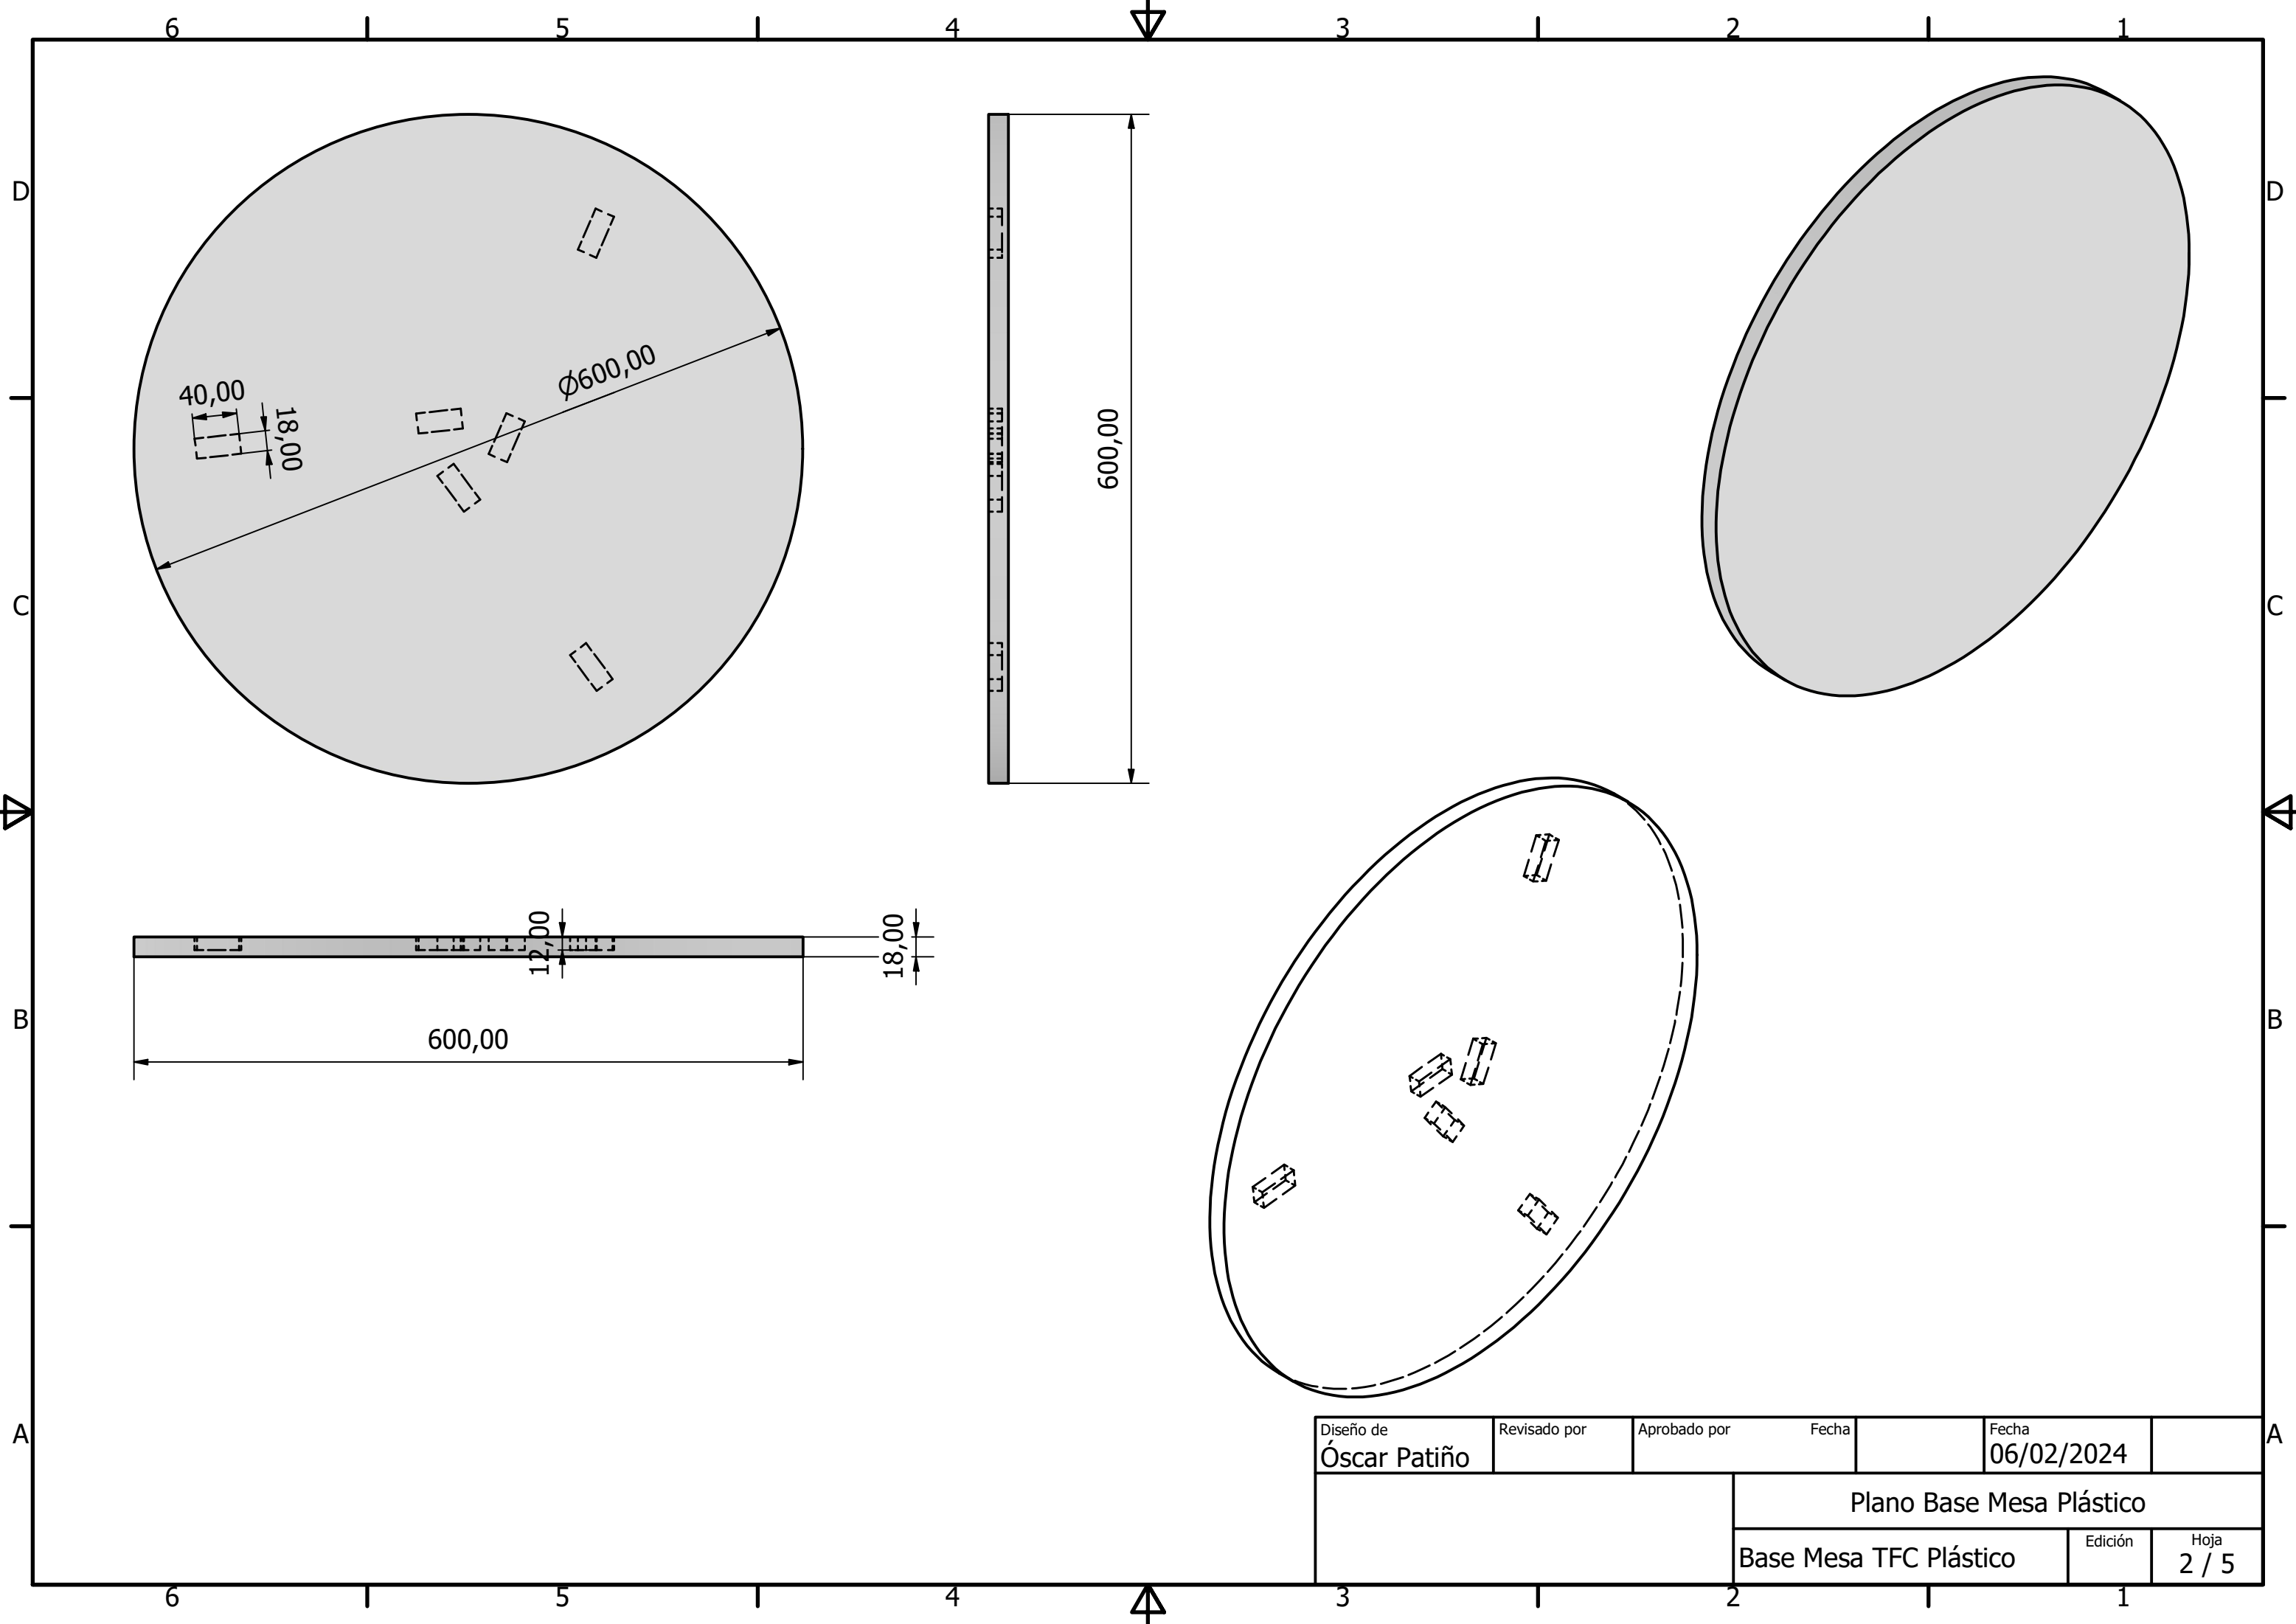 6 5 4 3 2 1
D D
40,00
18,00
Ø600,00
600,00
C C
12,00
18,00
600,00
B B
A A
Diseño de
Óscar Patiño
Revisado por
Aprobado por
Fecha
Fecha
06/02/2024
Plano Base Mesa Plástico
Base Mesa TFC Plástico
Edición
Hoja
2 / 5
6 5 4 3 2 1